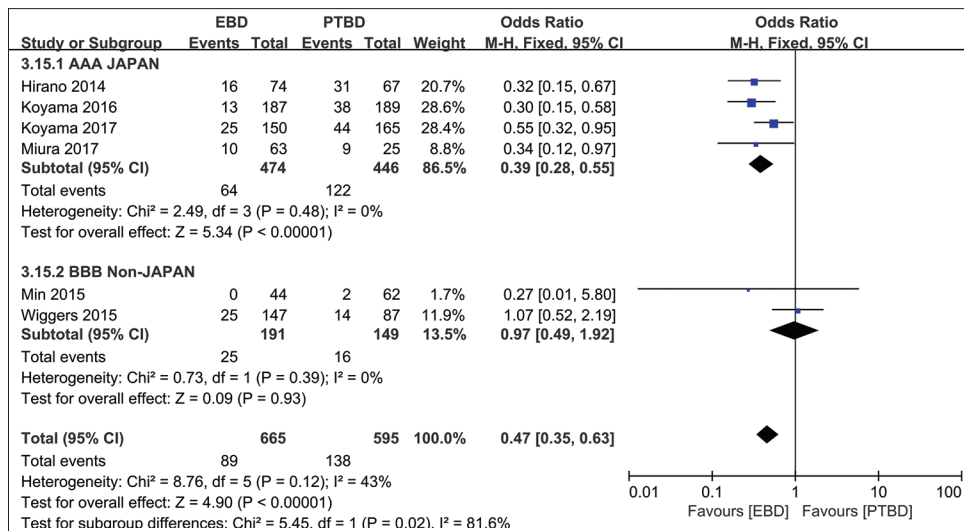 EBD PTBD Odds Ratio Odds Ratio
Study or Subgroup Events Total Events Total Weight M-H, Fixed, 95% CI M-H, Fixed, 95% CI
3.15.1 AAA JAPAN
Hirano 2014 16 74 31 67 20.7% 0.32 [0.15, 0.67]
Koyama 2016 13 187 38 189 28.6% 0.30 [0.15, 0.58]
Koyama 2017 25 150 44 165 28.4% 0.55 [0.32, 0.95]
Miura 2017 10 63 9 25 8.8% 0.34 [0.12, 0.97]
Subtotal (95% CI) 474 446 86.5% 0.39 [0.28, 0.55]
Total events 64 122
Heterogeneity: Chi² = 2.49, df = 3 (P = 0.48); I² = 0%
Test for overall effect: Z = 5.34 (P < 0.00001)
3.15.2 BBB Non-JAPAN
Min 2015 0 44 2 62 1.7% 0.27 [0.01, 5.80]
Wiggers 2015 25 147 14 87 11.9% 1.07 [0.52, 2.19]
Subtotal (95% CI) 191 149 13.5% 0.97 [0.49, 1.92]
Total events 25 16
Heterogeneity: Chi² = 0.73, df = 1 (P = 0.39); I² = 0%
Test for overall effect: Z = 0.09 (P = 0.93)
Total (95% CI) 665 595 100.0% 0.47 [0.35, 0.63]
Total events 89 138
Heterogeneity: Chi² = 8.76, df = 5 (P = 0.12); I² = 43%
Test for overall effect: Z = 4.90 (P < 0.00001)
Test for subgroup differences: Chi² = 5.45, df = 1 (P = 0.02), I² = 81.6%
0.01 0.1 1 10 100
Favours [EBD] Favours [PTBD]